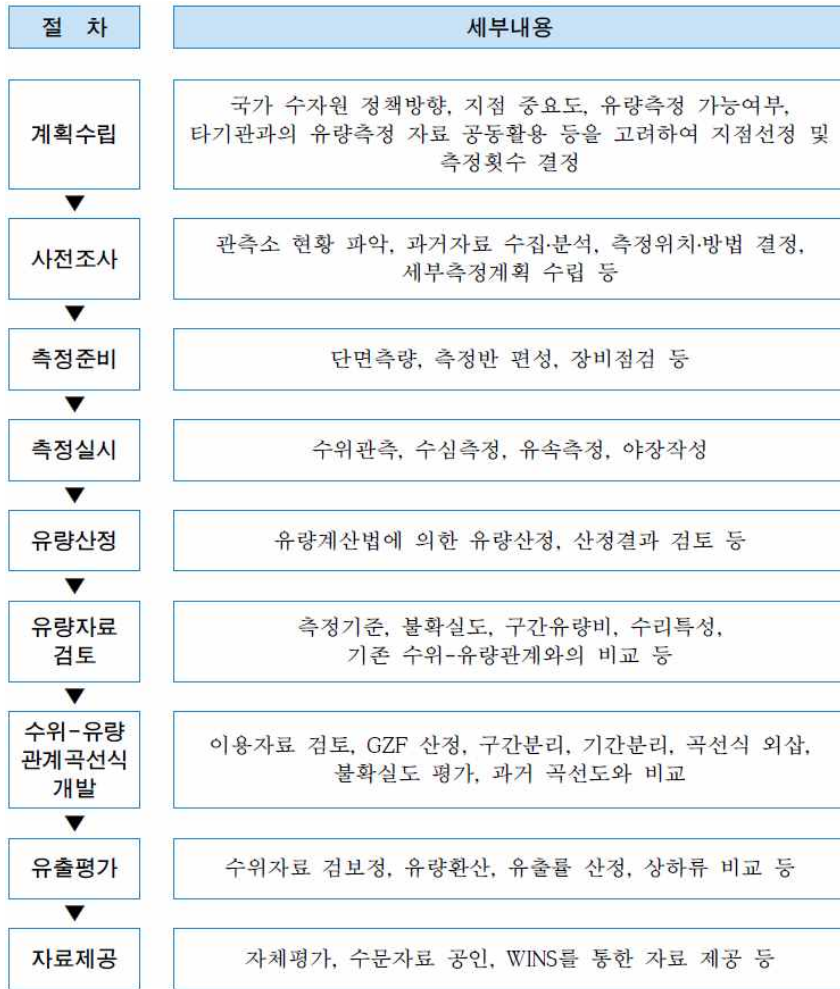 절 차
세부내용
계획수립
국가 수자원 정책방향, 지점 중요도, 유량측정 가능여부,
타기관과의 유량측정 자료 공동활용 등을 고려하여 지점선정 및
측정횟수 결정
▼
사전조사
관측소 현황 파악, 과거자료 수집·분석, 측정위치·방법 결정,
세부측정계획 수립 등
▼
측정준비
단면측량, 측정반 편성, 장비점검 등
▼
측정실시
수위관측, 수심측정, 유속측정, 야장작성
▼
유량산정
유량계산법에 의한 유량산정, 산정결과 검토 등
▼
유량자료
검토
측정기준, 불확실도, 구간유량비, 수리특성,
기존 수위-유량관계와의 비교 등
▼
수위-유량
관계곡선식
개발
이용자료 검토, GZF 산정, 구간분리, 기간분리, 곡선식 외삽,
불확실도 평가, 과거 곡선도와 비교
▼
유출평가
수위자료 검보정, 유량환산, 유출률 산정, 상하류 비교 등
▼
자료제공
자체평가, 수문자료 공인, WINS를 통한 자료 제공 등